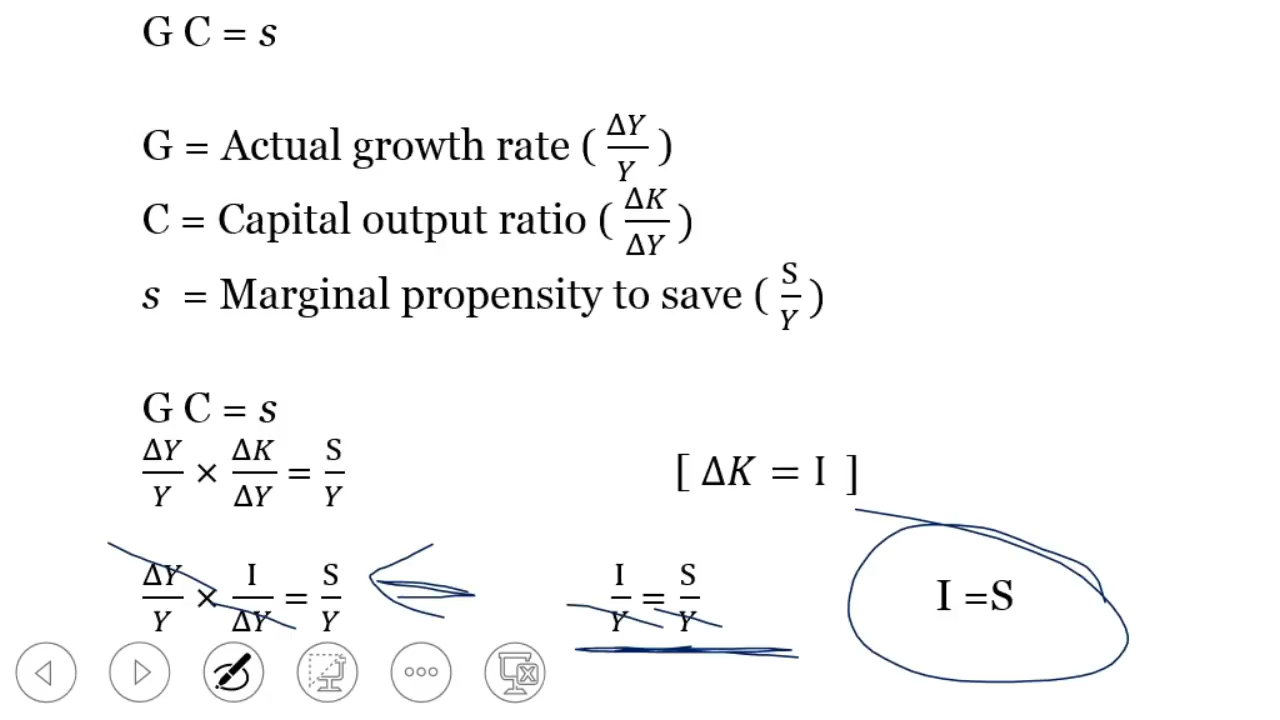 G C = s
G = Actual growth rate ( ΔY/Y )
C = Capital output ratio ( ΔK/ΔY )
s = Marginal propensity to save ( S/Y )
G C = s
ΔY/Y × ΔK/ΔY = S/Y [ ΔK = I ]
ΔY/Y × I/ΔY = S/Y I/Y = S/Y I =S